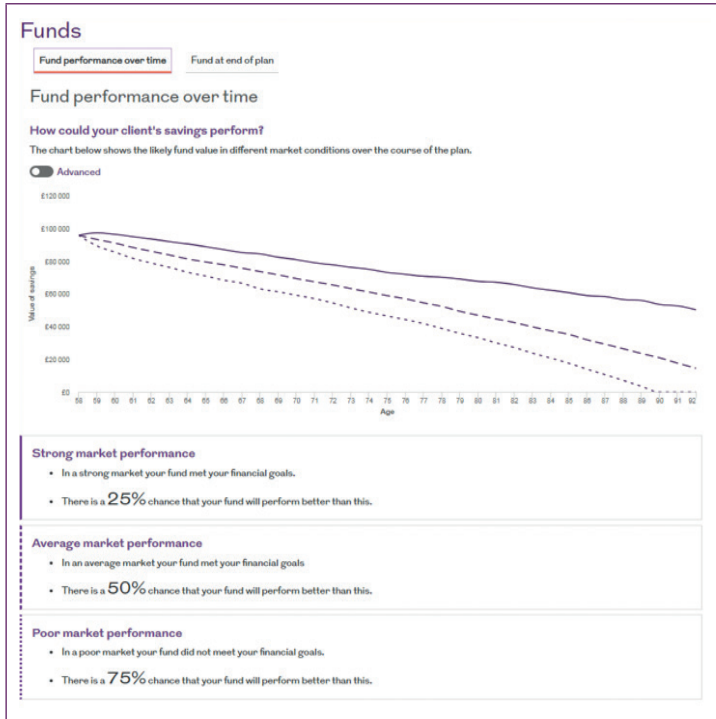 Funds
Fund performance over time Fund at end of plan
Fund performance over time
How could your client's savings perform?
The chart below shows the likely fund value in different market conditions over the course of the plan.
Advanced
£120 000
£100 000
£80 000
£60 000
£40 000
£20 000
£0
Value of savings
58 59 60 61 62 63 64 65 66 67 68 69 70 71 72 73 74 75 76 77 78 79 80 81 82 83 84 85 86 87 88 89 90 91 92
Age
Strong market performance
• In a strong market your fund met your financial goals.
• There is a 25% chance that your fund will perform better than this.
Average market performance
• In an average market your fund met your financial goals
• There is a 50% chance that your fund will perform better than this.
Poor market performance
• In a poor market your fund did not meet your financial goals.
• There is a 75% chance that your fund will perform better than this.